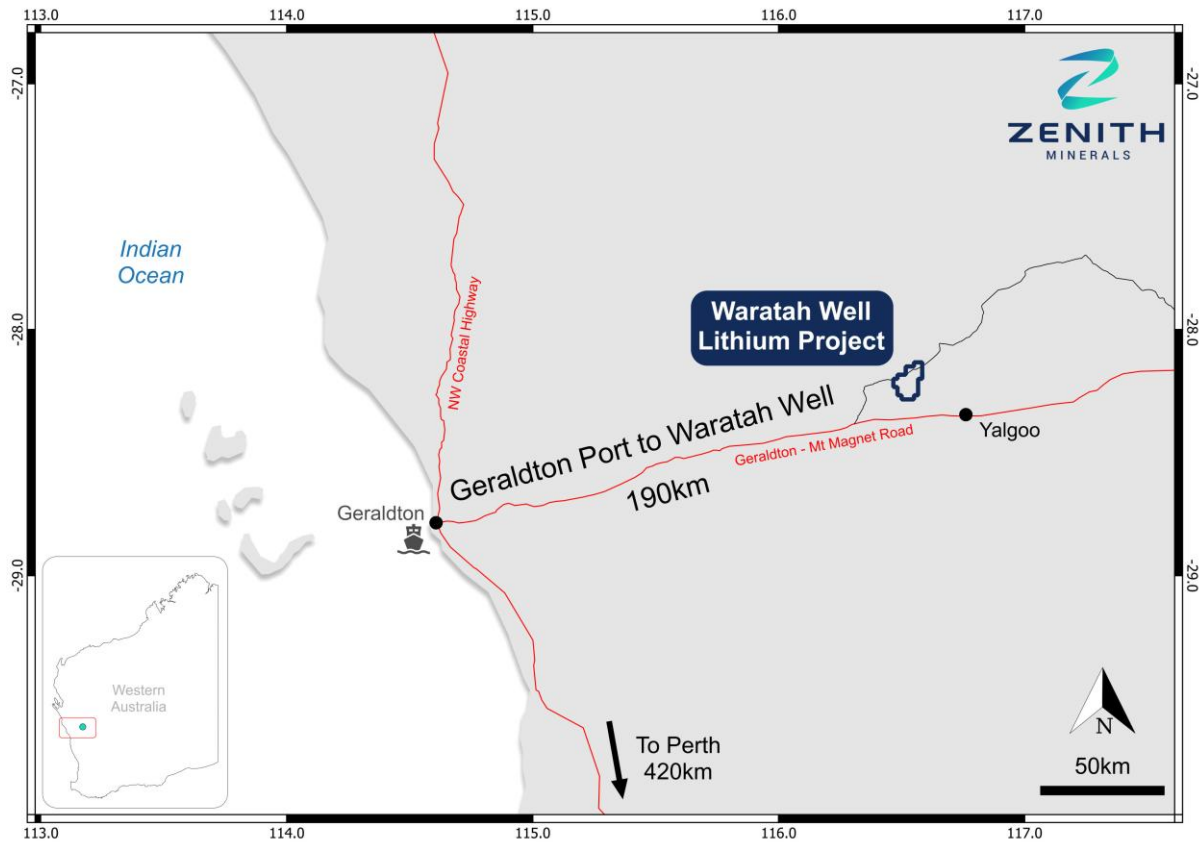 113.0
114.0
115.0
116.0
117.0
-27.0
-27.0
ZENITH
MINERALS
Indian
Ocean
NW Coastal Highway
Waratah Well
Lithium Project
-28.0
-28.0
Geraldton Port to Waratah Well
190km
Geraldton - Mt Magnet Road
Yalgoo
Geraldton
-29.0
-29.0
Western
Australia
To Perth
420km
N
50km
113.0
114.0
115.0
116.0
117.0